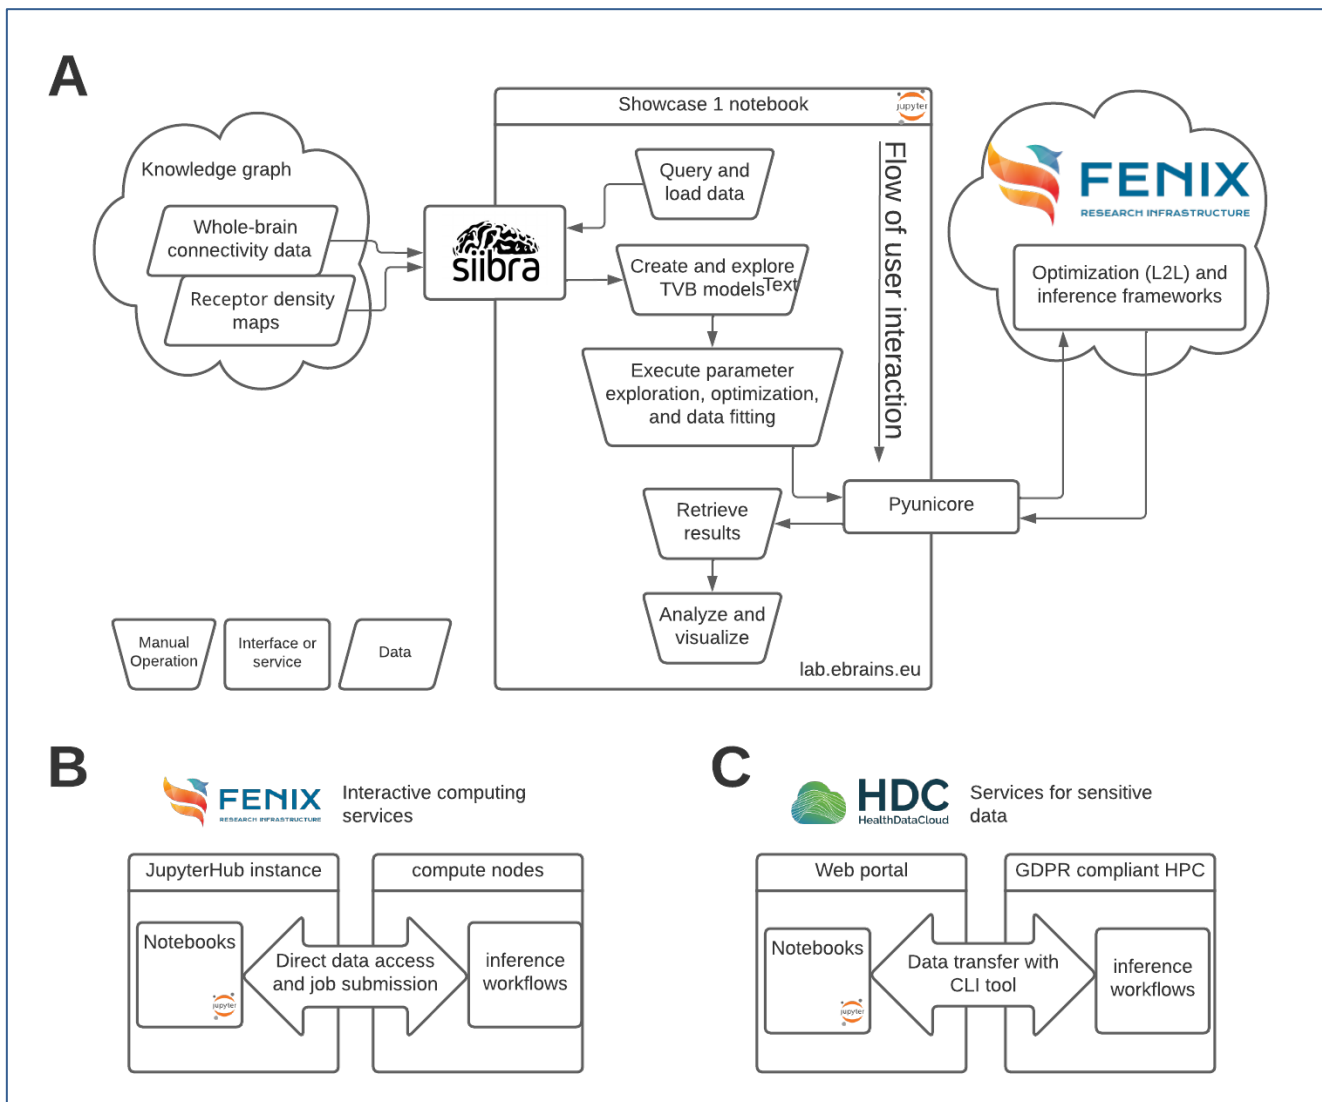 A
Showcase 1 notebook
jupyter
Knowledge graph
Whole-brain
connectivity data
Receptor density
maps
siibra
Query and
load data
Create and explore
TVB models
Text
Execute parameter
exploration, optimization,
and data fitting
Flow of user interaction
FENIX
RESEARCH INFRASTRUCTURE
Optimization (L2L) and
inference frameworks
Pyunicore
Retrieve
results
Analyze and
visualize
lab.ebrains.eu
Manual
Operation
Interface or
service
Data
B
FENIX
RESEARCH INFRASTRUCTURE
Interactive computing
services
JupyterHub instance
compute nodes
Notebooks
jupyter
Direct data access
and job submission
inference
workflows
C
HDC
HealthDataCloud
Services for sensitive
data
Web portal
GDPR compliant HPC
Notebooks
jupyter
Data transfer with
CLI tool
inference
workflows